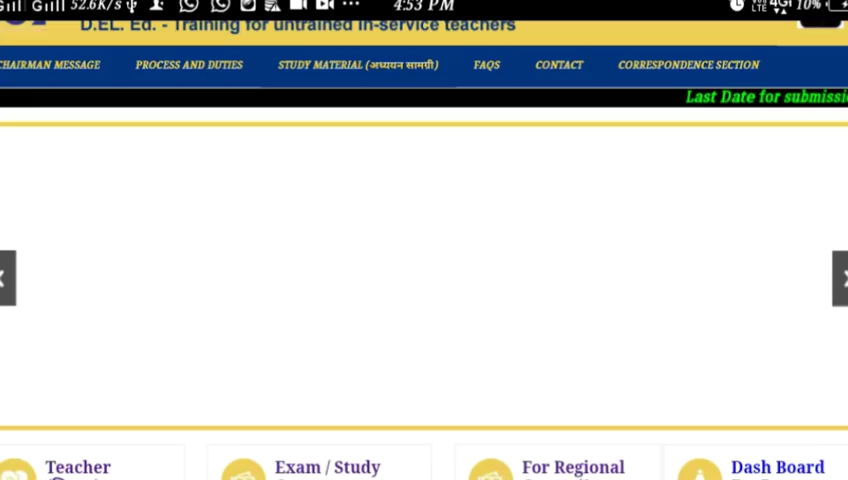 52.6K/s 4:53 PM VoLTE 4G 10%
D.EL. Ed. - Training for untrained in-service teachers
CHAIRMAN MESSAGE PROCESS AND DUTIES STUDY MATERIAL (अध्ययन सामग्री) FAQS CONTACT CORRESPONDENCE SECTION
Last Date for
Teacher Exam / Study For Regional Dash Board